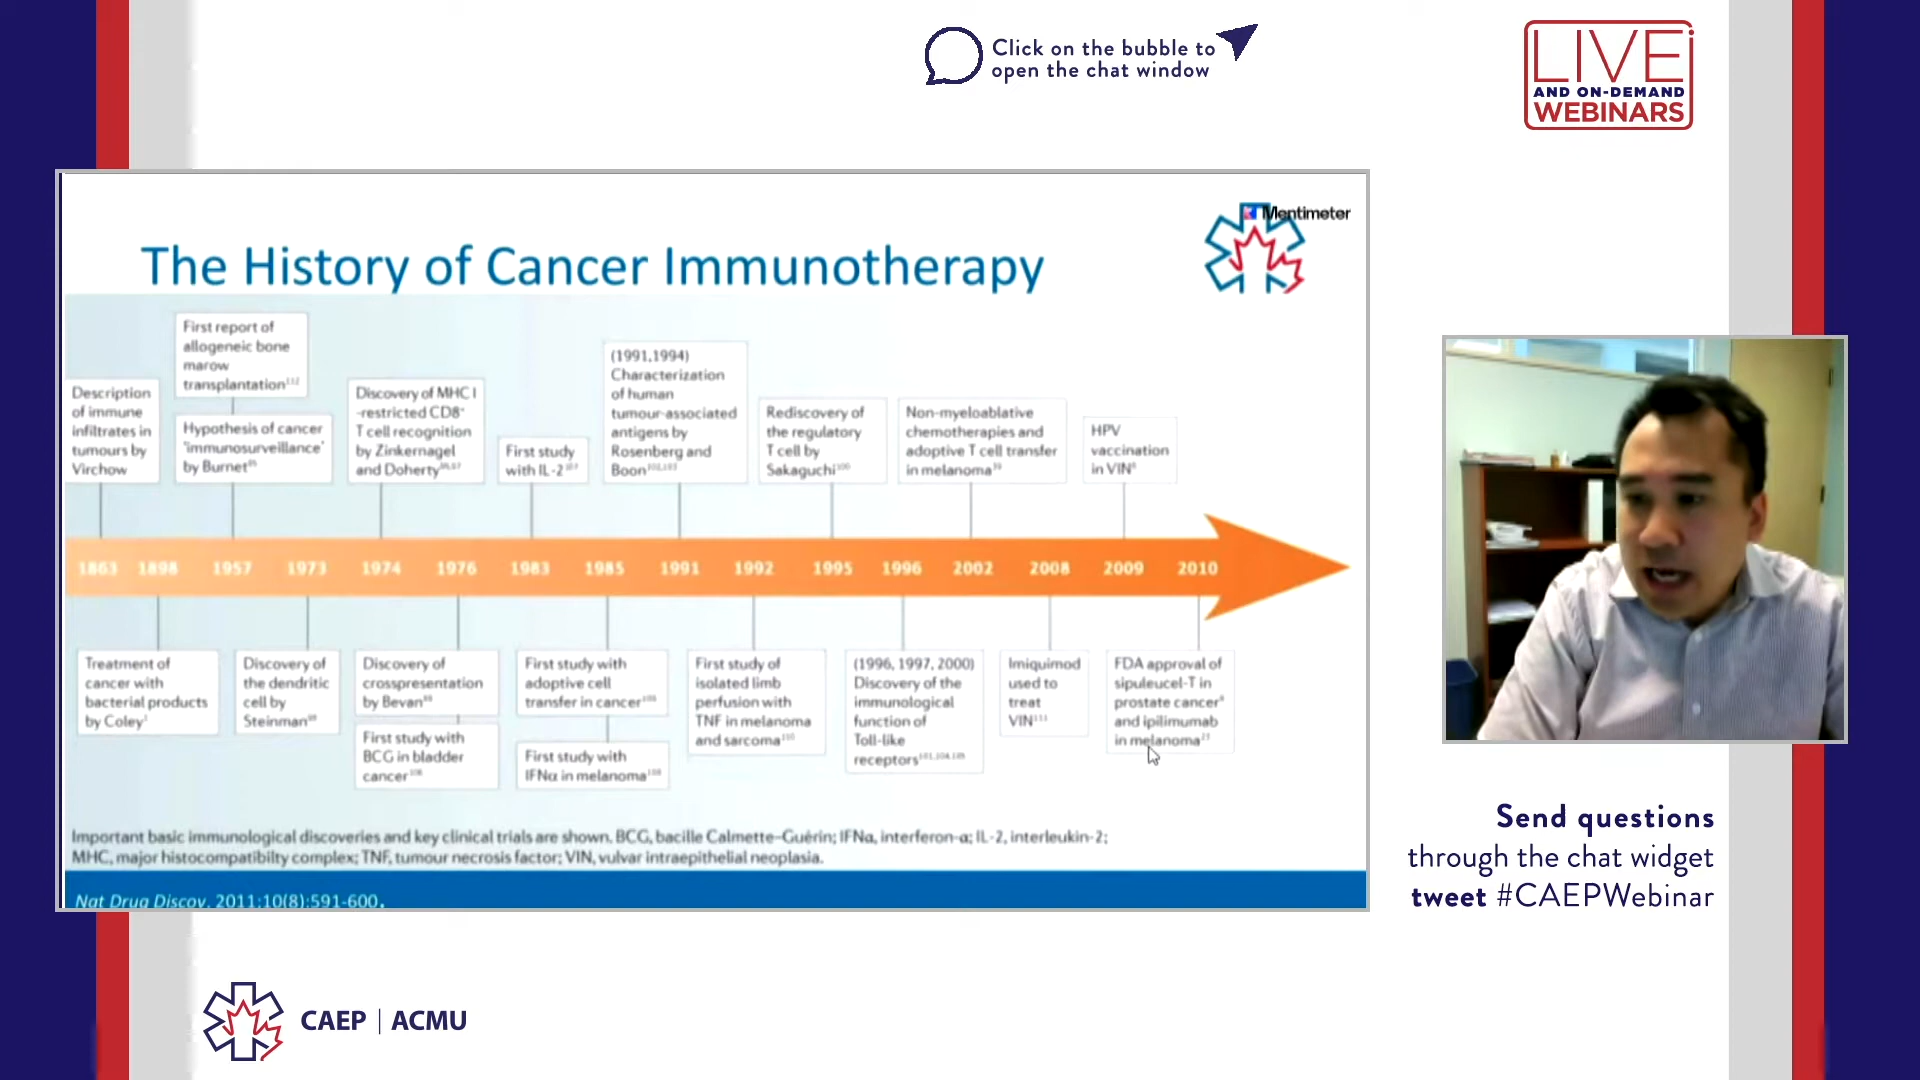 Click on the bubble to
open the chat window
LIVE
AND ON-DEMAND
WEBINARS
Mentimeter
The History of Cancer Immunotherapy
Description
of immune
infiltrates in
tumours by
Virchow
First report of
allogeneic bone
marow
transplantation
Hypothesis of cancer
'immunosurveillance'
by Burnet
Discovery of MHC I
-restricted CD8+
T cell recognition
by Zinkernagel
and Doherty
First study
with IL-2
(1991,1994)
Characterization
of human
tumour-associated
antigens by
Rosenberg and
Boon
Rediscovery of
the regulatory
T cell by
Sakaguchi
Non-myeloablative
chemotherapies and
adoptive T cell transfer
in melanoma
HPV
vaccination
in VIN
1863 1898 1957 1973 1974 1976 1983 1985 1991 1992 1995 1996 2002 2008 2009 2010
Treatment of
cancer with
bacterial products
by Coley
Discovery of
the dendritic
cell by
Steinman
Discovery of
crosspresentation
by Bevan
First study with
BCG in bladder
cancer
First study with
adoptive cell
transfer in cancer
First study with
IFNα in melanoma
First study of
isolated limb
perfusion with
TNF in melanoma
and sarcoma
(1996, 1997, 2000)
Discovery of the
immunological
function of
Toll-like
receptors
Imiquimod
used to
treat
VIN
FDA approval of
sipuleucel-T in
prostate cancer
and ipilimumab
in melanoma
Important basic immunological discoveries and key clinical trials are shown. BCG, bacille Calmette–Guérin; IFNα, interferon-α; IL-2, interleukin-2;
MHC, major histocompatibilty complex; TNF, tumour necrosis factor; VIN, vulvar intraepithelial neoplasia.
Nat Drug Discov. 2011;10(8):591-600.
Send questions
through the chat widget
tweet #CAEPWebinar
CAEP | ACMU